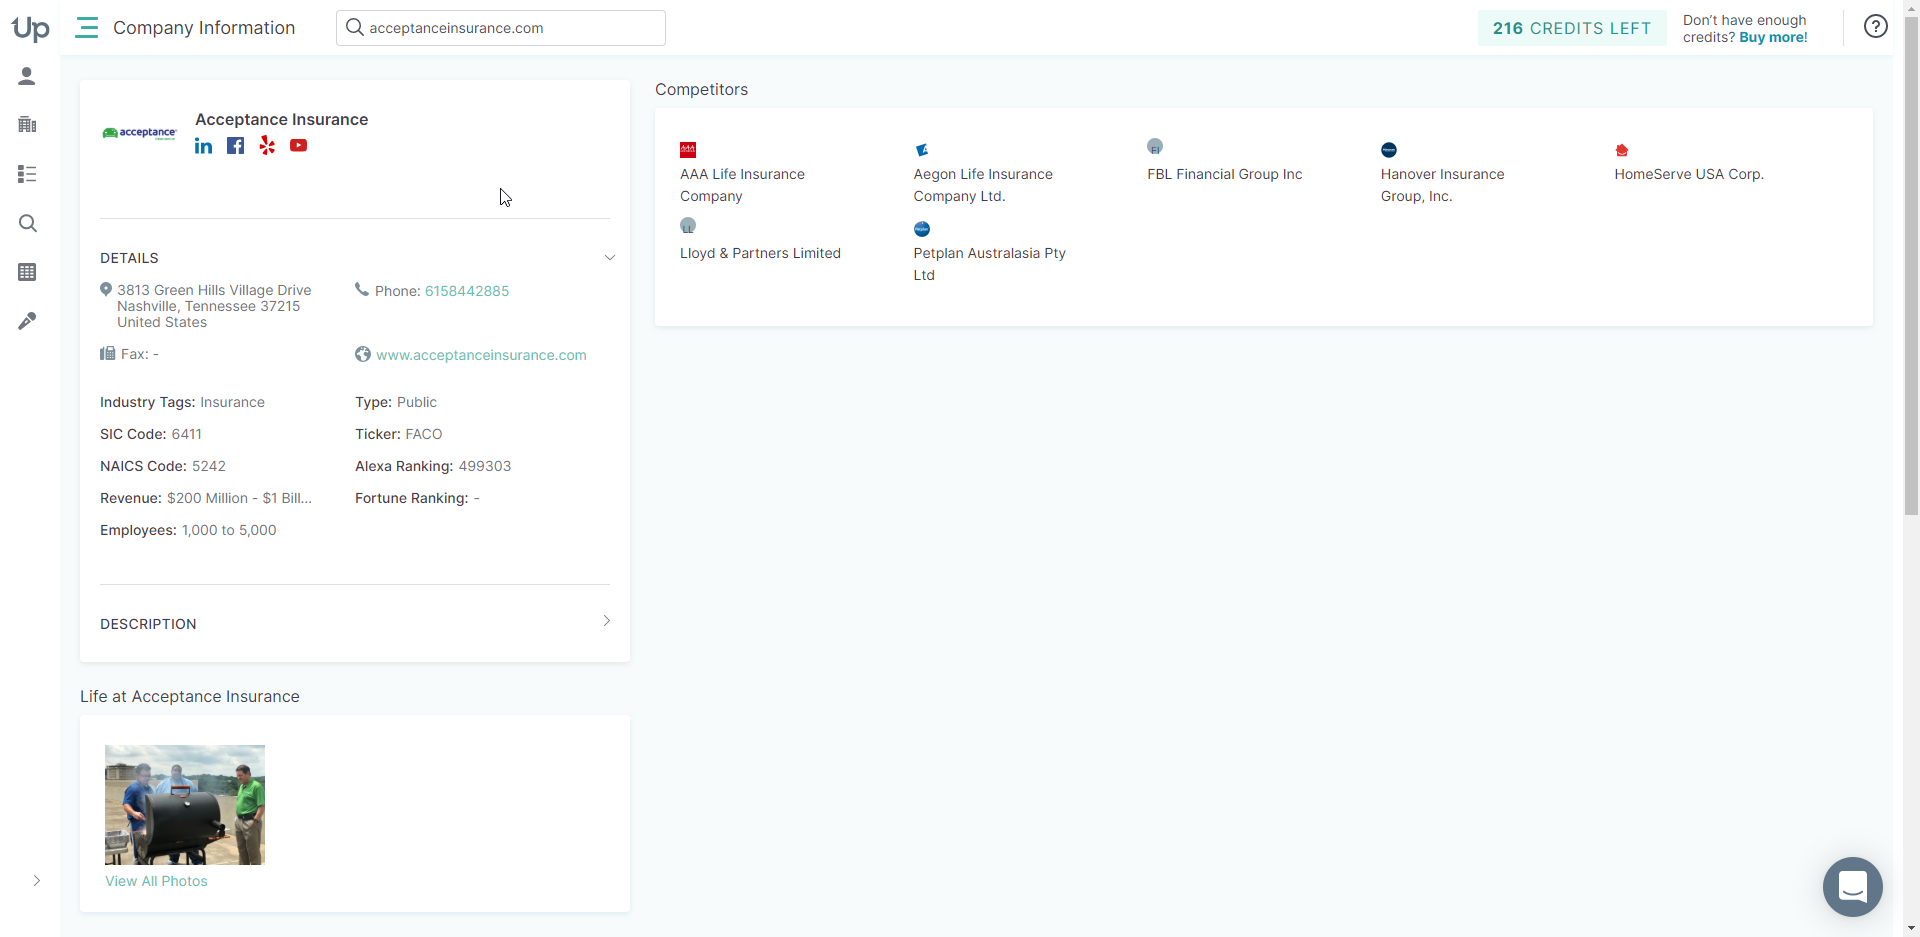 Up
Company Information
acceptanceinsurance.com
216 CREDITS LEFT
Don't have enough
credits? Buy more!
?
acceptance
Acceptance Insurance
DETAILS
3813 Green Hills Village Drive
Nashville, Tennessee 37215
United States
Phone: 6158442885
Fax: -
www.acceptanceinsurance.com
Industry Tags: Insurance
Type: Public
SIC Code: 6411
Ticker: FACO
NAICS Code: 5242
Alexa Ranking: 499303
Revenue: $200 Million - $1 Bill...
Fortune Ranking: -
Employees: 1,000 to 5,000
DESCRIPTION
Life at Acceptance Insurance
View All Photos
Competitors
AAA Life Insurance
Company
Aegon Life Insurance
Company Ltd.
FBL Financial Group Inc
Hanover Insurance
Group, Inc.
HomeServe USA Corp.
LL
Lloyd & Partners Limited
Petplan Australasia Pty
Ltd